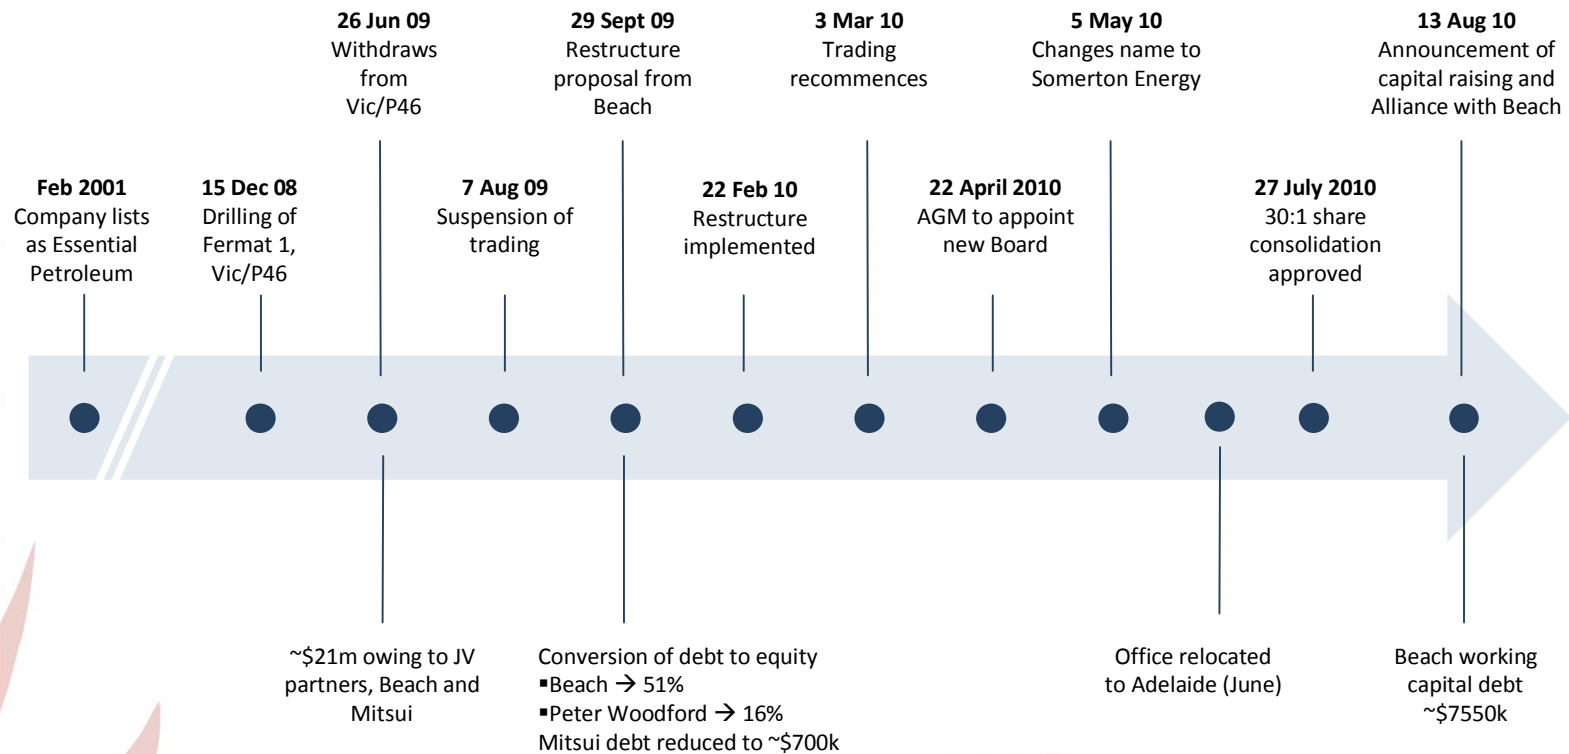 26 Jun 09
Withdraws
from
Vic/P46
29 Sept 09
Restructure
proposal from
Beach
3 Mar 10
Trading
recommences
5 May 10
Changes name to
Somerton Energy
13 Aug 10
Announcement of
capital raising and
Alliance with Beach
Feb 2001
Company lists
as Essential
Petroleum
15 Dec 08
Drilling of
Fermat 1,
Vic/P46
7 Aug 09
Suspension of
trading
22 Feb 10
Restructure
implemented
22 April 2010
AGM to appoint
new Board
27 July 2010
30:1 share
consolidation
approved
~$21m owing to JV
partners, Beach and
Mitsui
Conversion of debt to equity
▪Beach → 51%
▪Peter Woodford → 16%
Mitsui debt reduced to ~$700k
Office relocated
to Adelaide (June)
Beach working
capital debt
~$7550k